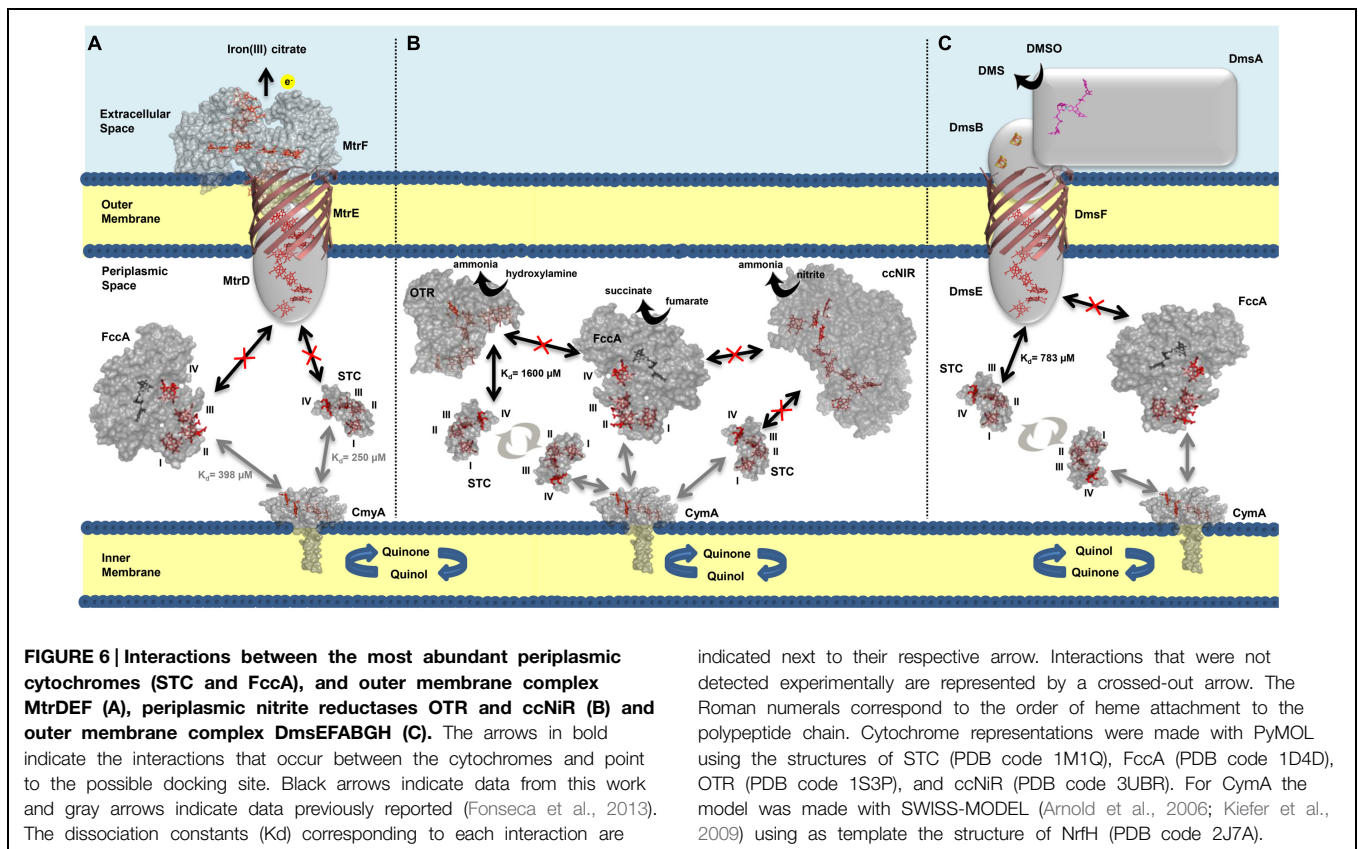 A
Iron(III) citrate
e-
Extracellular
Space
MtrF
Outer
Membrane
MtrE
Periplasmic
Space
MtrD
FccA
IV
III
II
I
STC
IV
III
II
I
Kd= 398 µM
Kd= 250 µM
CmyA
Inner
Membrane
Quinone
Quinol
B
OTR
ammonia
hydroxylamine
succinate
fumarate
ammonia
nitrite
ccNIR
FccA
IV
III
II
I
Kd= 1600 µM
III
IV
II
I
STC
I
II
III
IV
IV
III
II
I
STC
CymA
Quinone
Quinol
C
DMSO
DMS
DmsA
DmsB
DmsF
DmsE
FccA
Kd= 783 µM
STC
III
IV
II
I
I
II
III
IV
IV
III
II
I
CymA
Quinol
Quinone
FIGURE 6 | Interactions between the most abundant periplasmic
cytochromes (STC and FccA), and outer membrane complex
MtrDEF (A), periplasmic nitrite reductases OTR and ccNiR (B) and
outer membrane complex DmsEFABGH (C). The arrows in bold
indicate the interactions that occur between the cytochromes and point
to the possible docking site. Black arrows indicate data from this work
and gray arrows indicate data previously reported (Fonseca et al., 2013).
The dissociation constants (Kd) corresponding to each interaction are
indicated next to their respective arrow. Interactions that were not
detected experimentally are represented by a crossed-out arrow. The
Roman numerals correspond to the order of heme attachment to the
polypeptide chain. Cytochrome representations were made with PyMOL
using the structures of STC (PDB code 1M1Q), FccA (PDB code 1D4D),
OTR (PDB code 1S3P), and ccNiR (PDB code 3UBR). For CymA the
model was made with SWISS-MODEL (Arnold et al., 2006; Kiefer et al.,
2009) using as template the structure of NrfH (PDB code 2J7A).